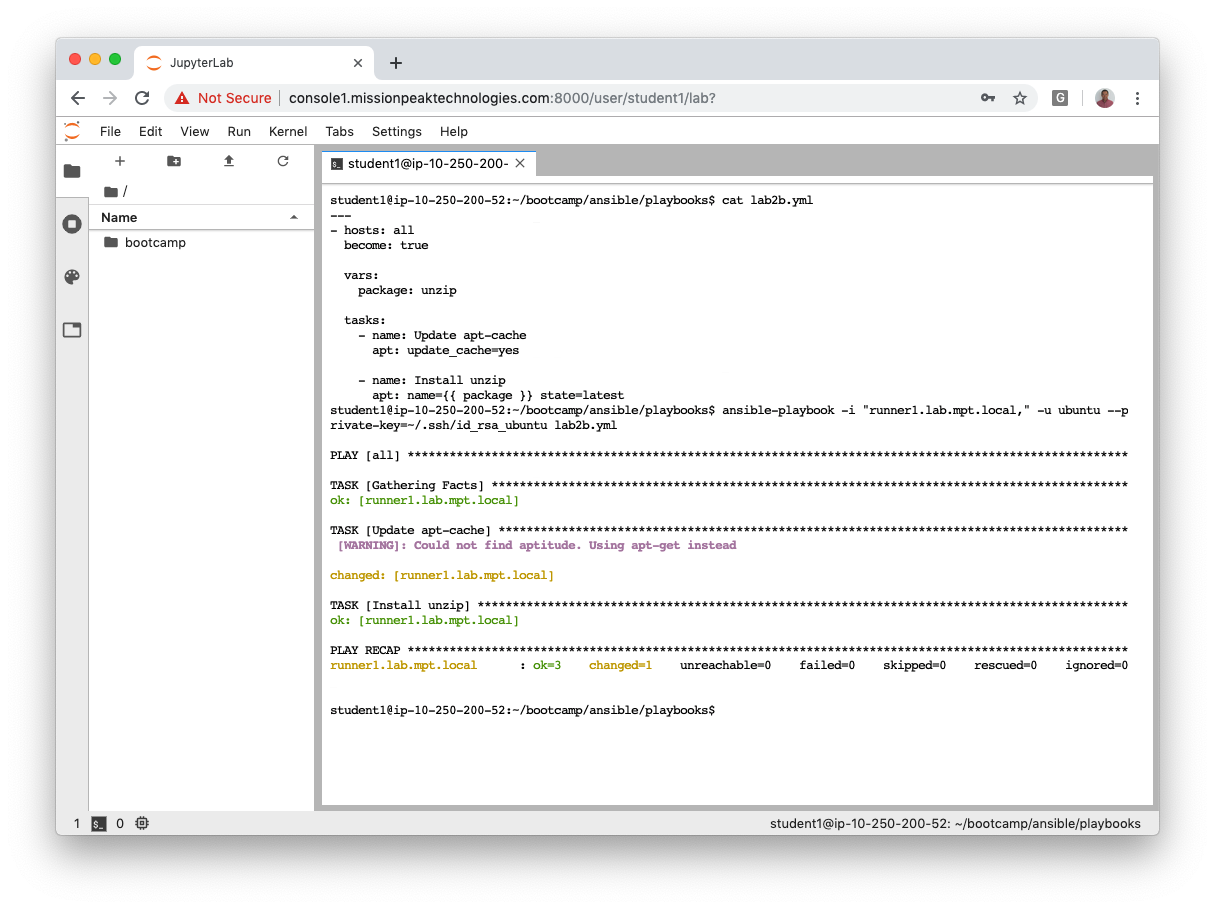 JupyterLab
Not Secure console1.missionpeaktechnologies.com:8000/user/student1/lab?
G
File Edit View Run Kernel Tabs Settings Help
student1@ip-10-250-200-
/
Name
bootcamp
student1@ip-10-250-200-52:~/bootcamp/ansible/playbooks$ cat lab2b.yml
---
- hosts: all
  become: true
  vars:
    package: unzip
  tasks:
    - name: Update apt-cache
      apt: update_cache=yes
    - name: Install unzip
      apt: name={{ package }} state=latest
student1@ip-10-250-200-52:~/bootcamp/ansible/playbooks$ ansible-playbook -i "runner1.lab.mpt.local," -u ubuntu --p
rivate-key=~/.ssh/id_rsa_ubuntu lab2b.yml
PLAY [all] *******************************************************************************************************
TASK [Gathering Facts] *******************************************************************************************
ok: [runner1.lab.mpt.local]
TASK [Update apt-cache] ******************************************************************************************
 [WARNING]: Could not find aptitude. Using apt-get instead
changed: [runner1.lab.mpt.local]
TASK [Install unzip] *********************************************************************************************
ok: [runner1.lab.mpt.local]
PLAY RECAP *******************************************************************************************************
runner1.lab.mpt.local      : ok=3    changed=1    unreachable=0    failed=0    skipped=0    rescued=0    ignored=0
student1@ip-10-250-200-52:~/bootcamp/ansible/playbooks$
1 $_ 0 student1@ip-10-250-200-52: ~/bootcamp/ansible/playbooks